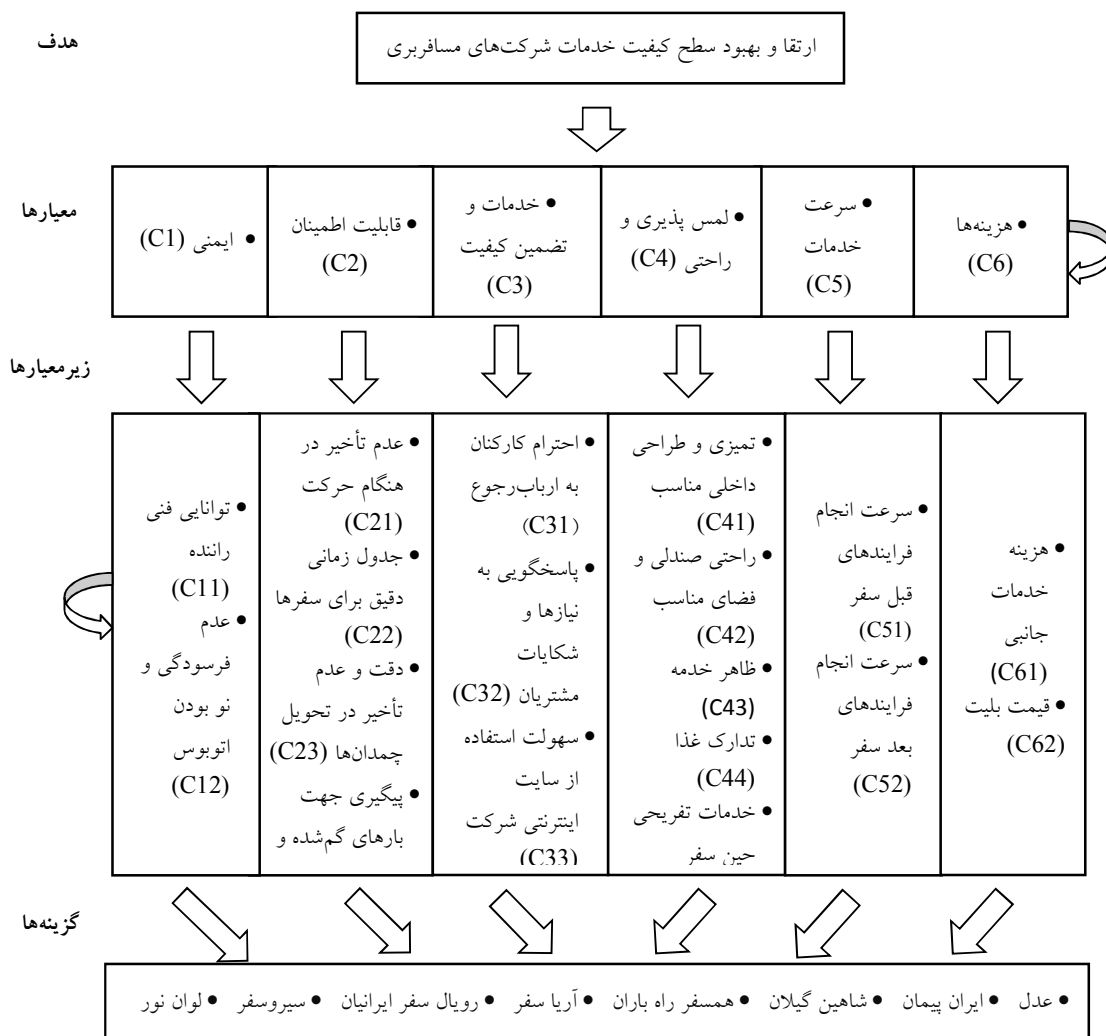 هدف
ارتقا و بهبود سطح کیفیت خدمات شرکت‌های مسافربری
معیارها
• هزینه‌ها
(C6)
• سرعت
خدمات
(C5)
• لمس پذیری و
راحتی (C4)
• خدمات و
تضمین کیفیت
(C3)
• قابلیت اطمینان
(C2)
• ایمنی (C1)
زیرمعیارها
• هزینه
خدمات
جانبی
(C61)
• قیمت بلیت
(C62)
• سرعت انجام
فرایندهای
قبل سفر
(C51)
• سرعت انجام
فرایندهای
بعد سفر
(C52)
• تمیزی و طراحی
داخلی مناسب
(C41)
• راحتی صندلی و
فضای مناسب
(C42)
• ظاهر خدمه
(C43)
• تدارک غذا
(C44)
• خدمات تفریحی
حین سفر
• احترام کارکنان
به ارباب‌رجوع
(C31)
• پاسخگویی به
نیازها و
شکایات
مشتریان (C32)
• سهولت استفاده
از سایت
اینترنتی شرکت
(C33)
• عدم تأخیر در
هنگام حرکت
(C21)
• جدول زمانی
دقیق برای سفرها
(C22)
• دقت و عدم
تأخیر در تحویل
چمدان‌ها (C23)
• پیگیری جهت
بارهای گم‌شده و
• توانایی فنی
راننده
(C11)
• عدم
فرسودگی و
نو بودن
اتوبوس
(C12)
گزینه‌ها
• عدل • ایران پیمان • شاهین گیلان • همسفر راه باران • آریا سفر • رویال سفر ایرانیان • سیروسفر • لوان نور